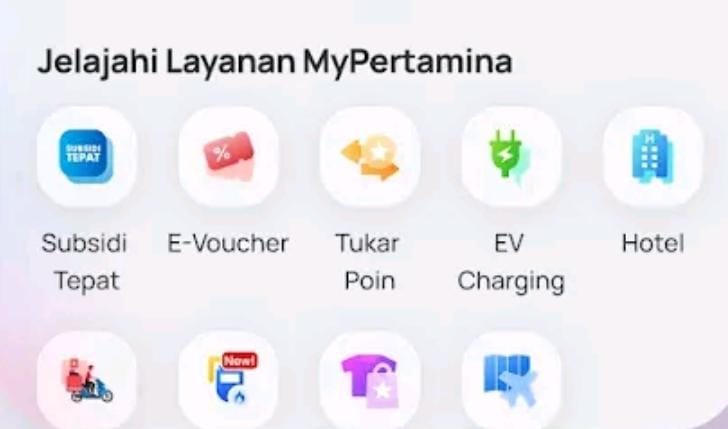 Jelajahi Layanan MyPertamina
SUBSIDI
TEPAT
%
H
Subsidi
Tepat
E-Voucher
Tukar
Poin
EV
Charging
Hotel
New!